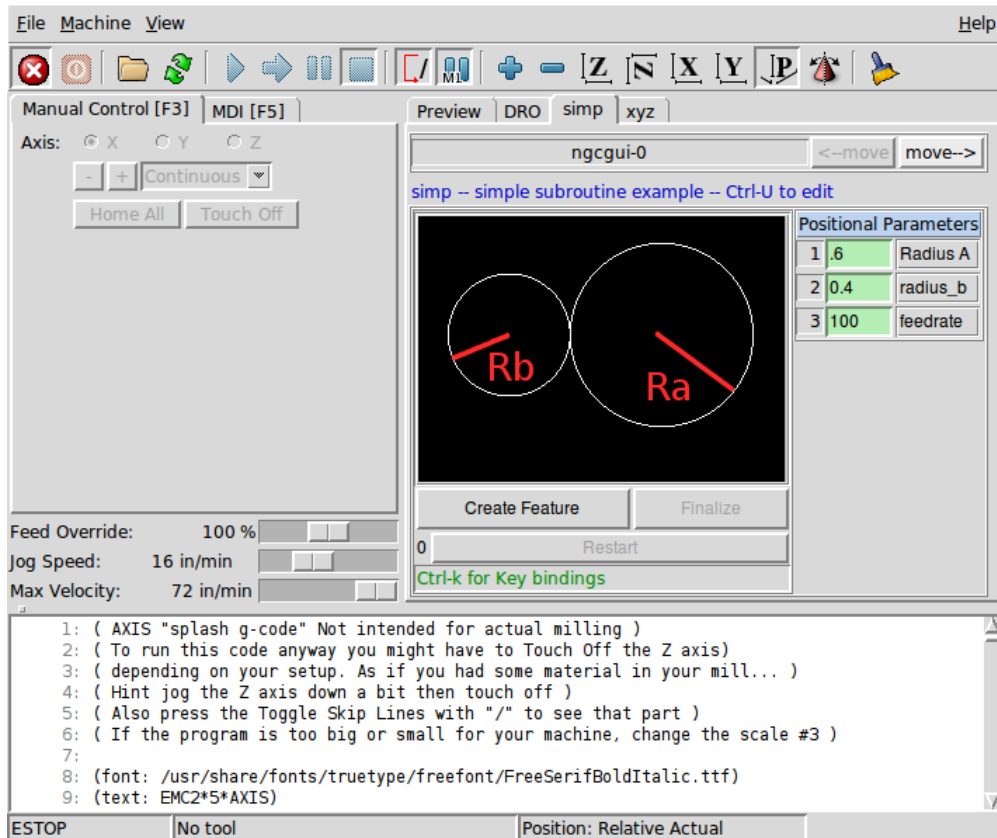 File Machine View Help
M1 Z N X Y P
Manual Control [F3] MDI [F5]
Preview DRO simp xyz
Axis: X Y Z
- + Continuous
Home All Touch Off
ngcgui-0 <--move move-->
simp -- simple subroutine example -- Ctrl-U to edit
Rb Ra
Positional Parameters
1 .6 Radius A
2 0.4 radius_b
3 100 feedrate
Create Feature Finalize
0 Restart
Ctrl-k for Key bindings
Feed Override: 100 %
Jog Speed: 16 in/min
Max Velocity: 72 in/min
1: ( AXIS "splash g-code" Not intended for actual milling )
2: ( To run this code anyway you might have to Touch Off the Z axis)
3: ( depending on your setup. As if you had some material in your mill... )
4: ( Hint jog the Z axis down a bit then touch off )
5: ( Also press the Toggle Skip Lines with "/" to see that part )
6: ( If the program is too big or small for your machine, change the scale #3 )
7:
8: (font: /usr/share/fonts/truetype/freefont/FreeSerifBoldItalic.ttf)
9: (text: EMC2*5*AXIS)
ESTOP No tool Position: Relative Actual